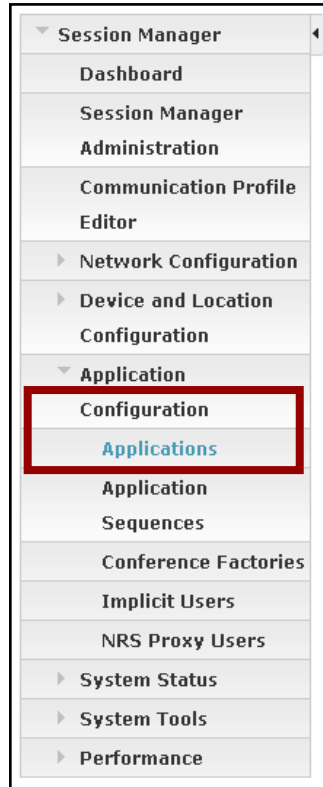 Session Manager
Dashboard
Session Manager
Administration
Communication Profile
Editor
Network Configuration
Device and Location
Configuration
Application
Configuration
Applications
Application
Sequences
Conference Factories
Implicit Users
NRS Proxy Users
System Status
System Tools
Performance